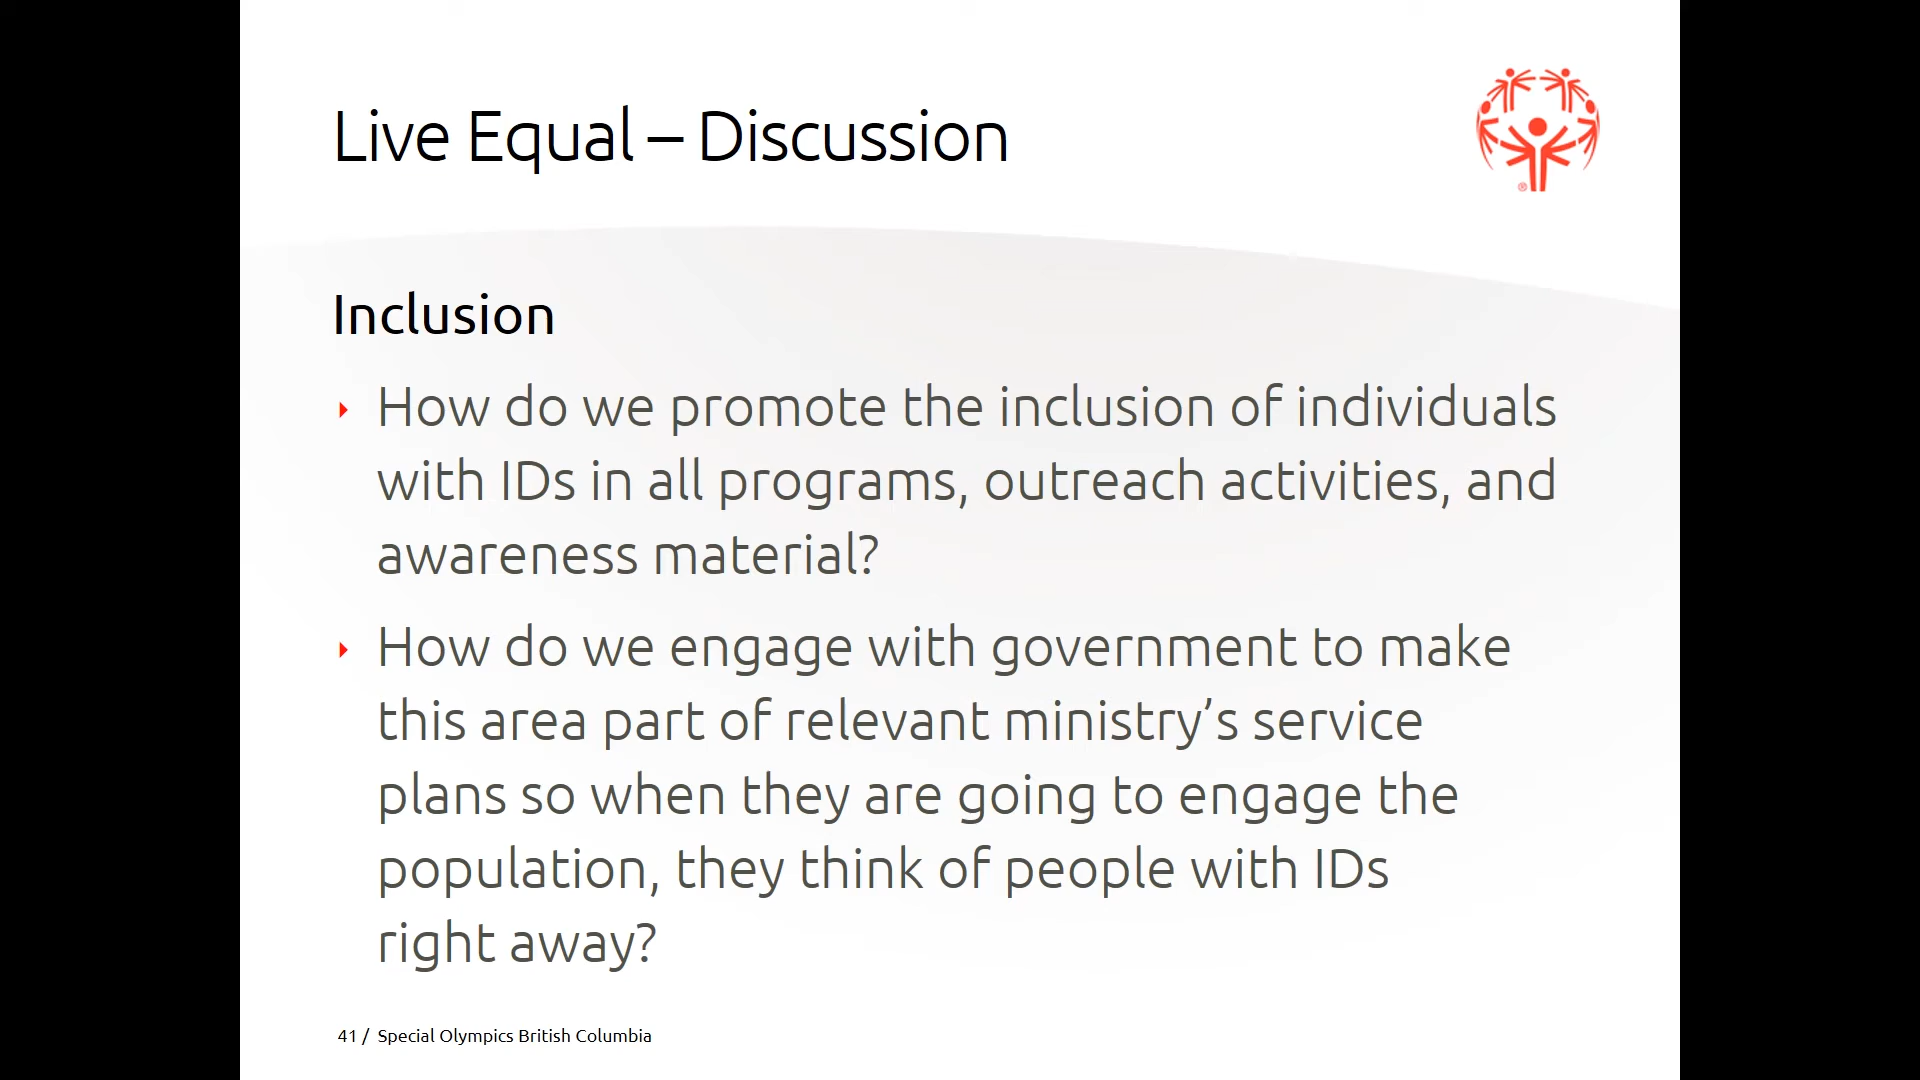 Live Equal – Discussion
®
Inclusion
How do we promote the inclusion of individuals
with IDs in all programs, outreach activities, and
awareness material?
How do we engage with government to make
this area part of relevant ministry’s service
plans so when they are going to engage the
population, they think of people with IDs
right away?
41 / Special Olympics British Columbia